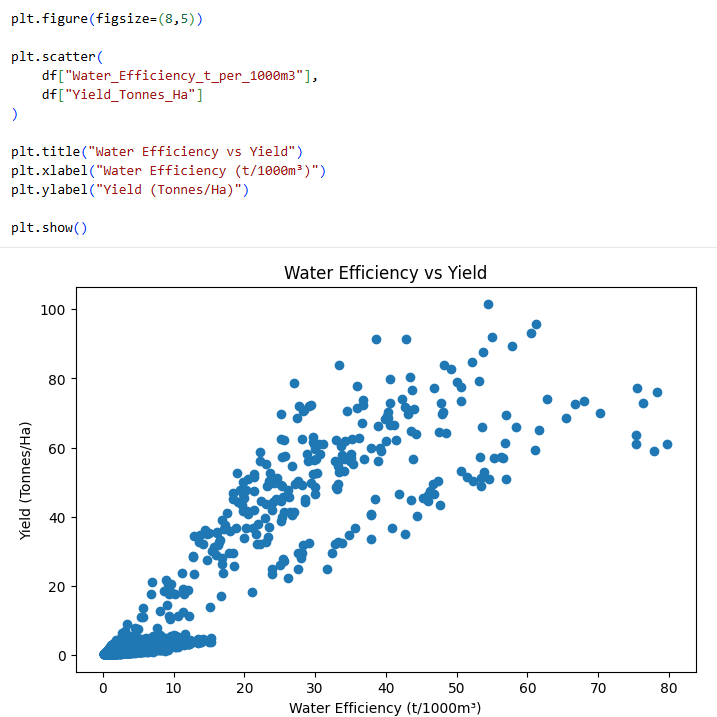 plt.figure(figsize=(8,5))
plt.scatter(
df["Water_Efficiency_t_per_1000m3"],
df["Yield_Tonnes_Ha"]
)
plt.title("Water Efficiency vs Yield")
plt.xlabel("Water Efficiency (t/1000m³)")
plt.ylabel("Yield (Tonnes/Ha)")
plt.show()
Water Efficiency vs Yield
Yield (Tonnes/Ha)
100
80
60
40
20
0
0 10 20 30 40 50 60 70 80
Water Efficiency (t/1000m³)